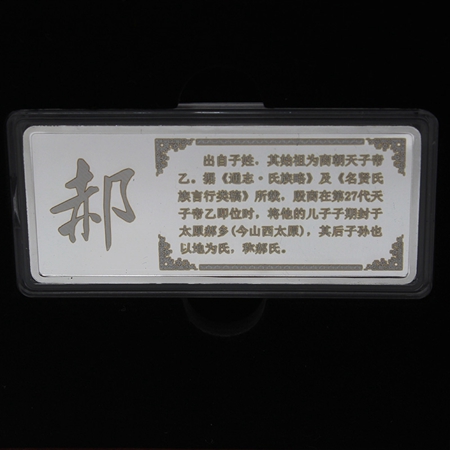 郝
出自子姓，其始祖为商朝天子帝
乙。据《通志·氏族略》及《名贤氏
族言行类稿》所载，殷商在第27代天
子帝乙即位时，将他的儿子子期封于
太原郝乡(今山西太原)，其后子孙也
以地为氏，称郝氏。